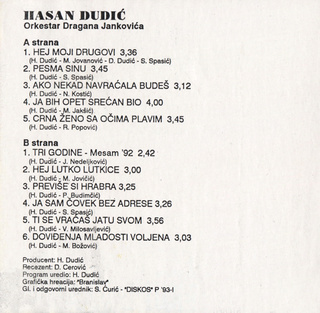 HASAN DUDIĆ
Orkestar Dragana Jankovića
A strana
1. HEJ MOJI DRUGOVI 3,36
(H. Dudić - M. Jovanović - D. Dudić - S. Spasić)
2. PESMA SINU 3,45
(H. Dudić - S. Spasić)
3. AKO NEKAD NAVRAĆALA BUDEŠ 3,12
(H. Dudić - N. Kostić)
4. JA BIH OPET SREĆAN BIO 4,00
(H. Dudić - M. Jakšić)
5. CRNA ŽENO SA OČIMA PLAVIM 3,45
(H. Dudić - R. Popović)
B strana
1. TRI GODINE - Mesam '92 2,42
(H. Dudić - J. Nedeljković)
2. HEJ LUTKO LUTKICE 3,00
(H. Dudić - M. Jovičić)
3. PREVIŠE SI HRABRA 3,25
(H. Dudić - P. Budimčić)
4. JA SAM ČOVEK BEZ ADRESE 3,26
(H. Dudić - S. Spasić)
5. TI SE VRAĆAŠ JATU SVOM 3,56
(H. Dudić - V. Milosavljević)
6. DOVIĐENJA MLADOSTI VOLJENA 3,03
(H. Dudić - M. Božović)
Producent: H. Dudić
Recezent: D. Cerović
Program uredio: H. Dudić
Grafička hreacija: "Branislav"
Gl. i odgovorni urednik: S. Ćurić - "DISKOS" P '93-I